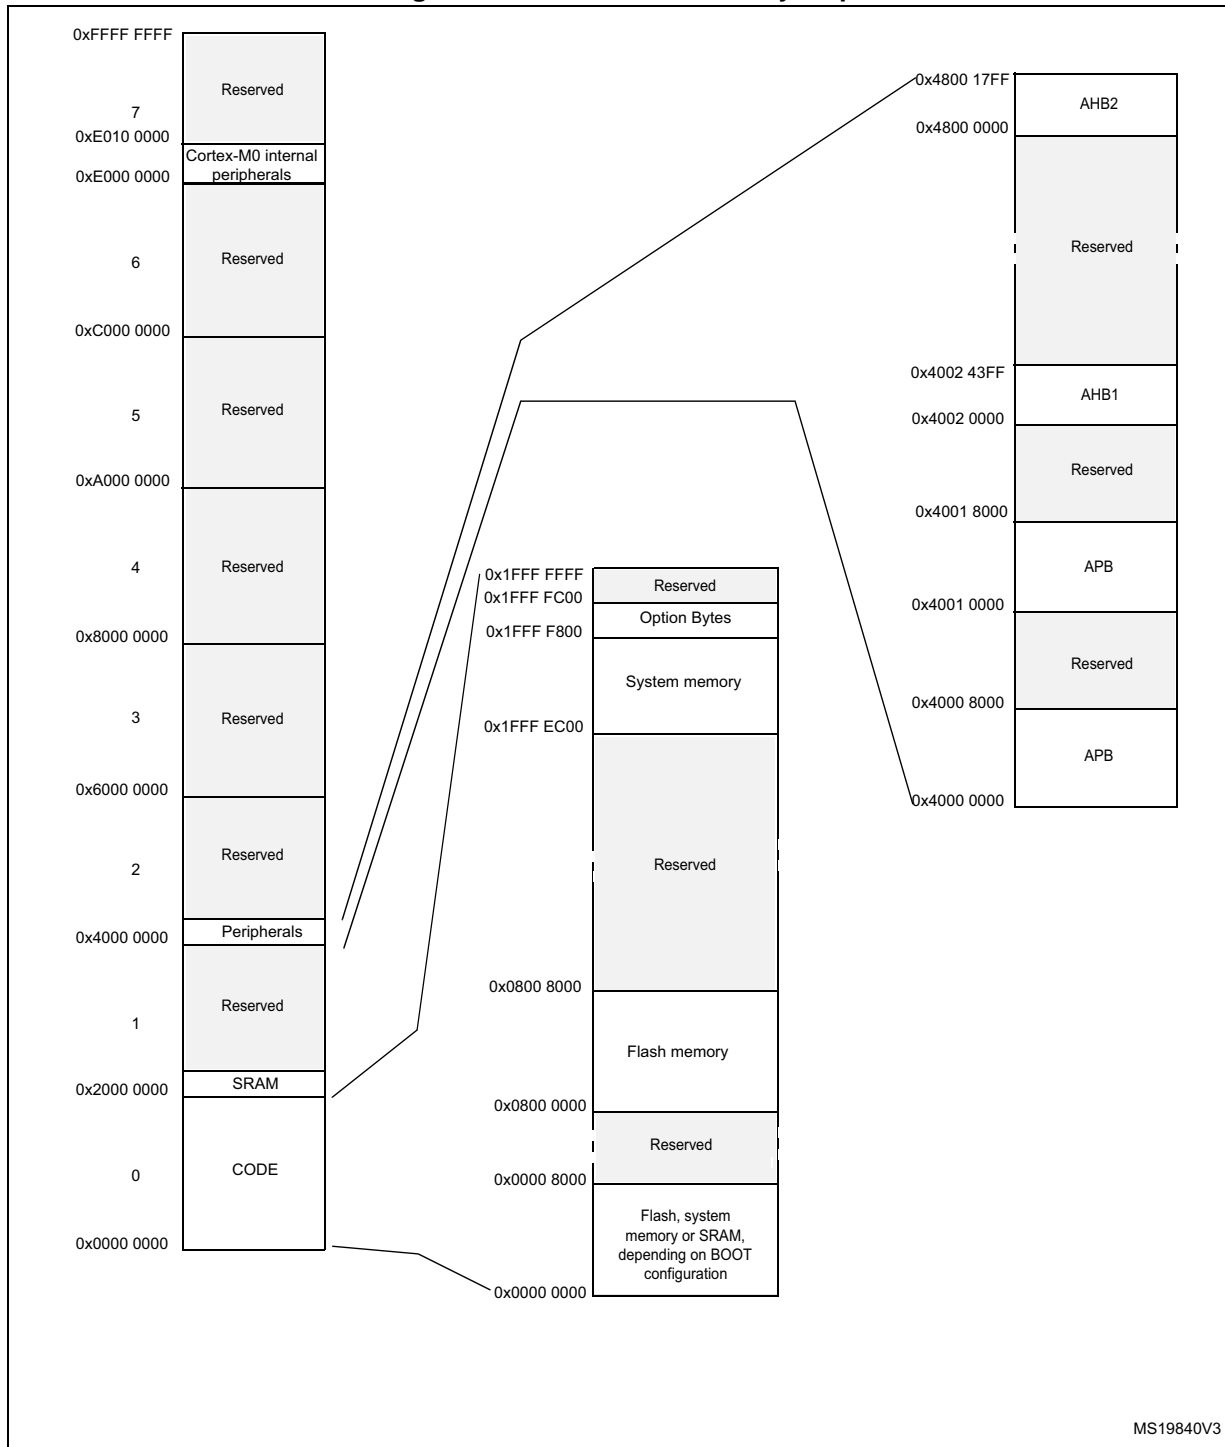 0xFFFF FFFF
Reserved
7
0xE010 0000
Cortex-M0 internal
peripherals
0xE000 0000
Reserved
6
0xC000 0000
Reserved
5
0xA000 0000
Reserved
4
0x8000 0000
Reserved
3
0x6000 0000
Reserved
2
Peripherals
0x4000 0000
Reserved
1
SRAM
0x2000 0000
CODE
0
0x0000 0000
0x1FFF FFFF
Reserved
0x1FFF FC00
Option Bytes
0x1FFF F800
System memory
0x1FFF EC00
Reserved
0x0800 8000
Flash memory
0x0800 0000
Reserved
0x0000 8000
Flash, system
memory or SRAM,
depending on BOOT
configuration
0x0000 0000
0x4800 17FF
AHB2
0x4800 0000
Reserved
0x4002 43FF
AHB1
0x4002 0000
Reserved
0x4001 8000
APB
0x4001 0000
Reserved
0x4000 8000
APB
0x4000 0000
MS19840V3